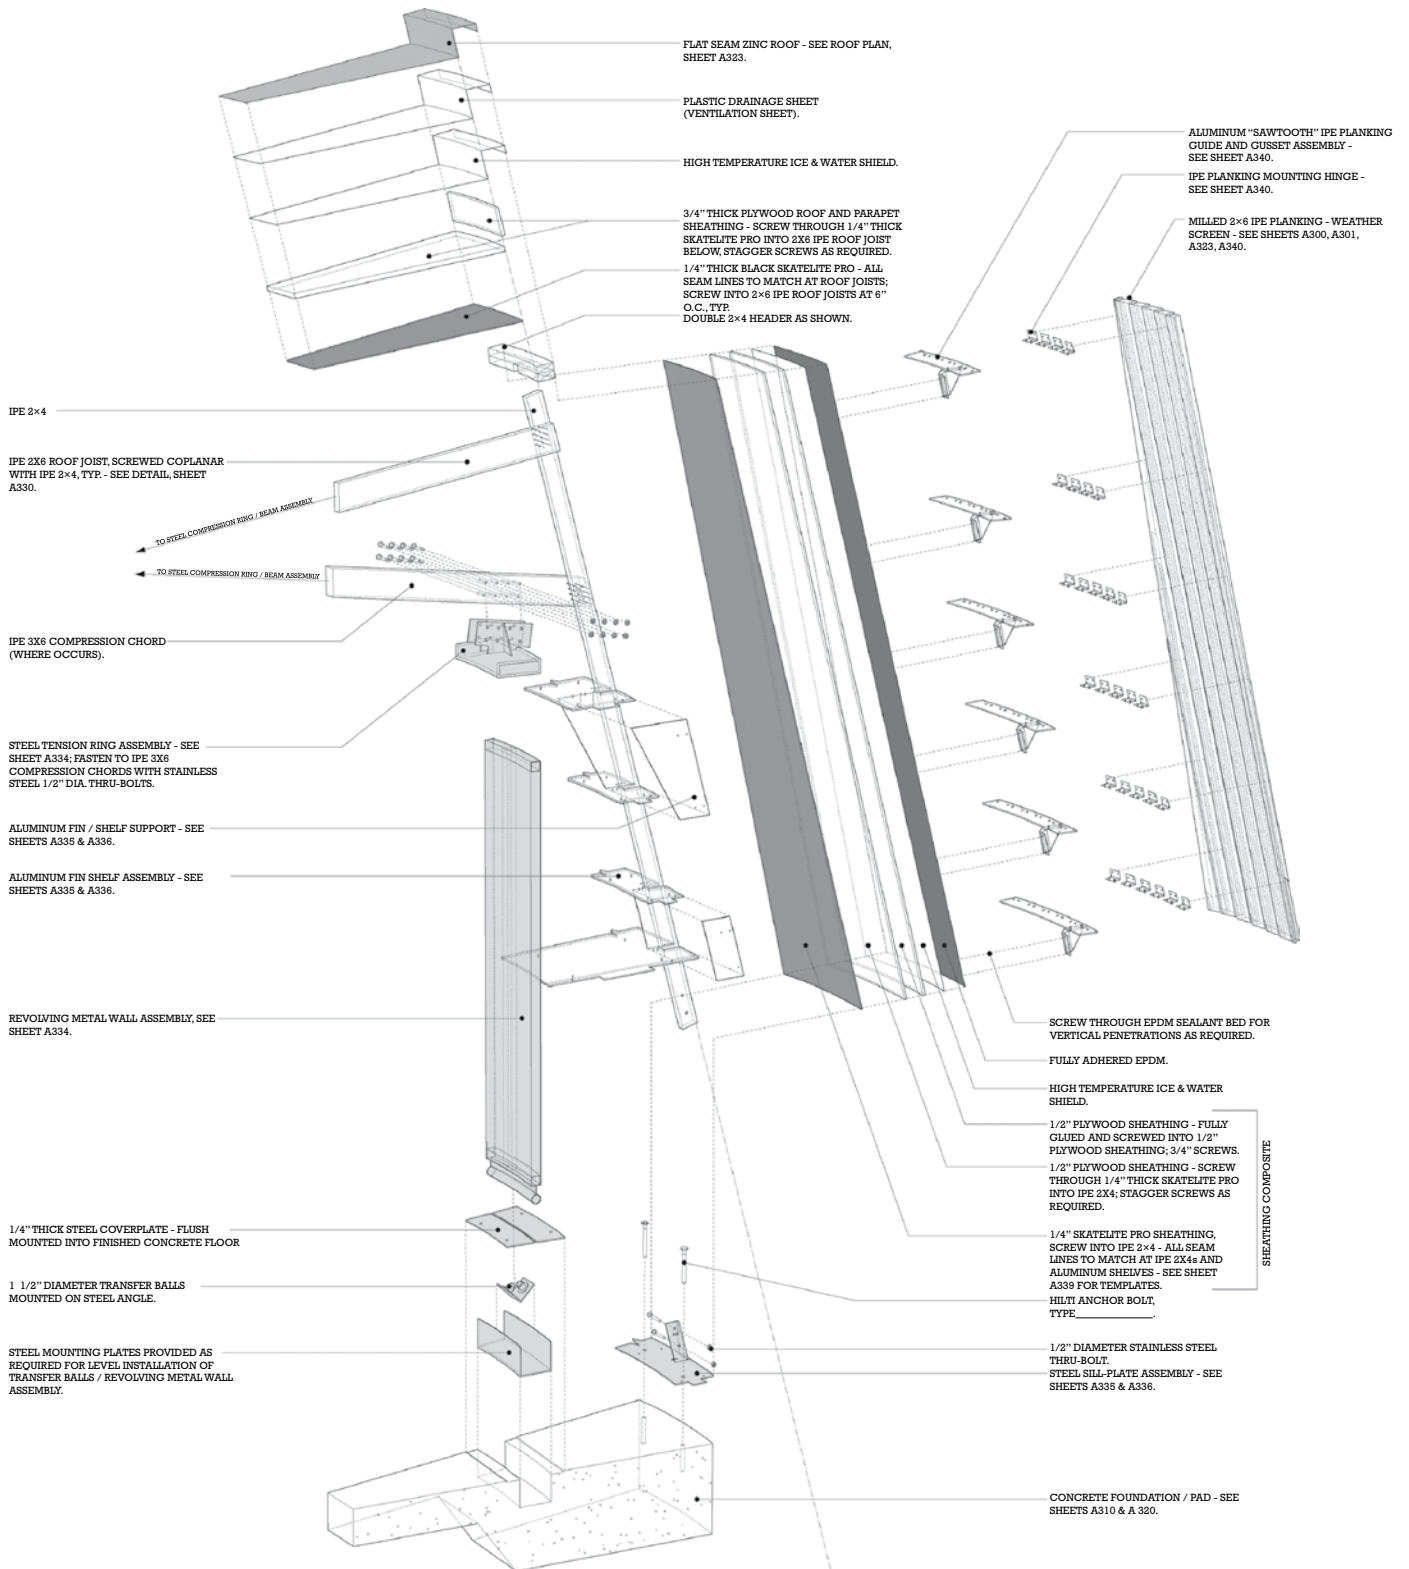 FLAT SEAM ZINC ROOF - SEE ROOF PLAN,
SHEET A323.
PLASTIC DRAINAGE SHEET
(VENTILATION SHEET).
HIGH TEMPERATURE ICE & WATER SHIELD.
3/4” THICK PLYWOOD ROOF AND PARAPET
SHEATHING - SCREW THROUGH 1/4” THICK
SKATELITE PRO INTO 2X6 IPE ROOF JOIST
BELOW, STAGGER SCREWS AS REQUIRED.
1/4” THICK BLACK SKATELITE PRO - ALL
SEAM LINES TO MATCH AT ROOF JOISTS;
SCREW INTO 2×6 IPE ROOF JOISTS AT 6”
O.C., TYP.
DOUBLE 2×4 HEADER AS SHOWN.
ALUMINUM “SAWTOOTH” IPE PLANKING
GUIDE AND GUSSET ASSEMBLY -
SEE SHEET A340.
IPE PLANKING MOUNTING HINGE -
SEE SHEET A340.
MILLED 2×6 IPE PLANKING - WEATHER
SCREEN - SEE SHEETS A300, A301,
A323, A340.
IPE 2×4
IPE 2X6 ROOF JOIST, SCREWED COPLANAR
WITH IPE 2×4, TYP. - SEE DETAIL, SHEET
A330.
TO STEEL COMPRESSION RING / BEAM ASSEMBLY
TO STEEL COMPRESSION RING / BEAM ASSEMBLY
IPE 3X6 COMPRESSION CHORD
(WHERE OCCURS).
STEEL TENSION RING ASSEMBLY - SEE
SHEET A334; FASTEN TO IPE 3X6
COMPRESSION CHORDS WITH STAINLESS
STEEL 1/2” DIA. THRU-BOLTS.
ALUMINUM FIN / SHELF SUPPORT - SEE
SHEETS A335 & A336.
ALUMINUM FIN SHELF ASSEMBLY - SEE
SHEETS A335 & A336.
REVOLVING METAL WALL ASSEMBLY, SEE
SHEET A334.
1/4” THICK STEEL COVERPLATE - FLUSH
MOUNTED INTO FINISHED CONCRETE FLOOR
1 1/2” DIAMETER TRANSFER BALLS
MOUNTED ON STEEL ANGLE.
STEEL MOUNTING PLATES PROVIDED AS
REQUIRED FOR LEVEL INSTALLATION OF
TRANSFER BALLS / REVOLVING METAL WALL
ASSEMBLY.
SCREW THROUGH EPDM SEALANT BED FOR
VERTICAL PENETRATIONS AS REQUIRED.
FULLY ADHERED EPDM.
HIGH TEMPERATURE ICE & WATER
SHIELD.
1/2” PLYWOOD SHEATHING - FULLY
GLUED AND SCREWED INTO 1/2”
PLYWOOD SHEATHING; 3/4” SCREWS.
1/2” PLYWOOD SHEATHING - SCREW
THROUGH 1/4” THICK SKATELITE PRO
INTO IPE 2X4; STAGGER SCREWS AS
REQUIRED.
1/4” SKATELITE PRO SHEATHING,
SCREW INTO IPE 2×4 - ALL SEAM
LINES TO MATCH AT IPE 2X4s AND
ALUMINUM SHELVES - SEE SHEET
A339 FOR TEMPLATES.
SHEATHING COMPOSITE
HILTI ANCHOR BOLT,
TYPE_____________.
1/2” DIAMETER STAINLESS STEEL
THRU-BOLT.
STEEL SILL-PLATE ASSEMBLY - SEE
SHEETS A335 & A336.
CONCRETE FOUNDATION / PAD - SEE
SHEETS A310 & A 320.